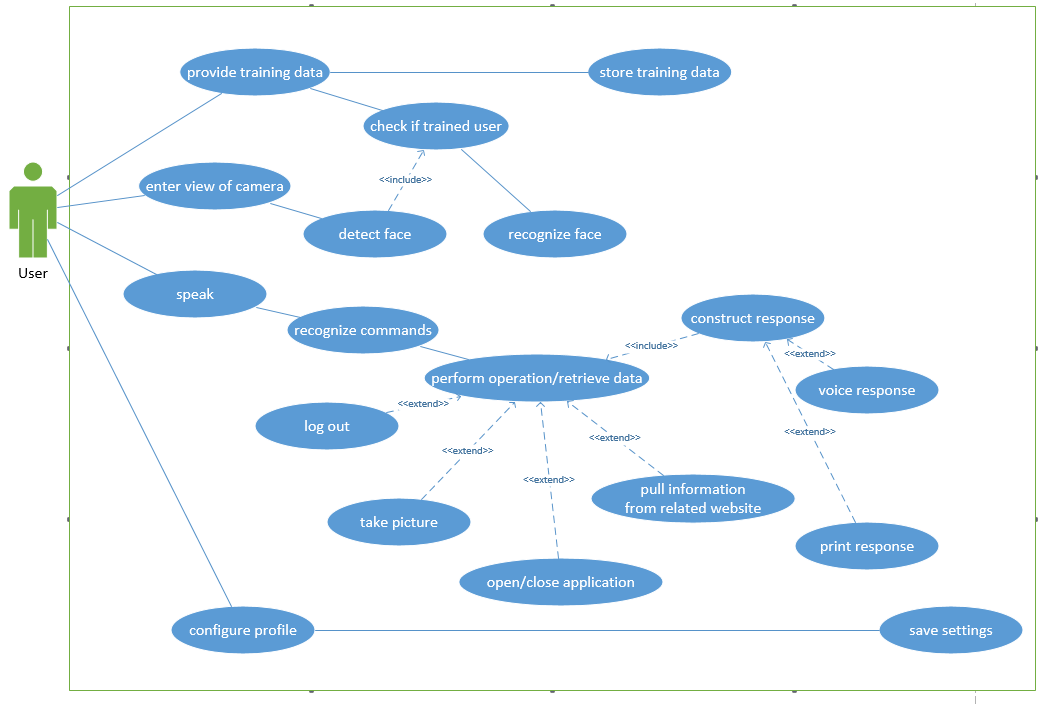 provide training data
store training data
check if trained user
<<include>>
enter view of camera
detect face
recognize face
User
speak
recognize commands
construct response
<<include>>
<<extend>>
perform operation/retrieve data
voice response
<<extend>>
log out
<<extend>>
<<extend>>
<<extend>>
<<extend>>
pull information
from related website
take picture
print response
open/close application
configure profile
save settings